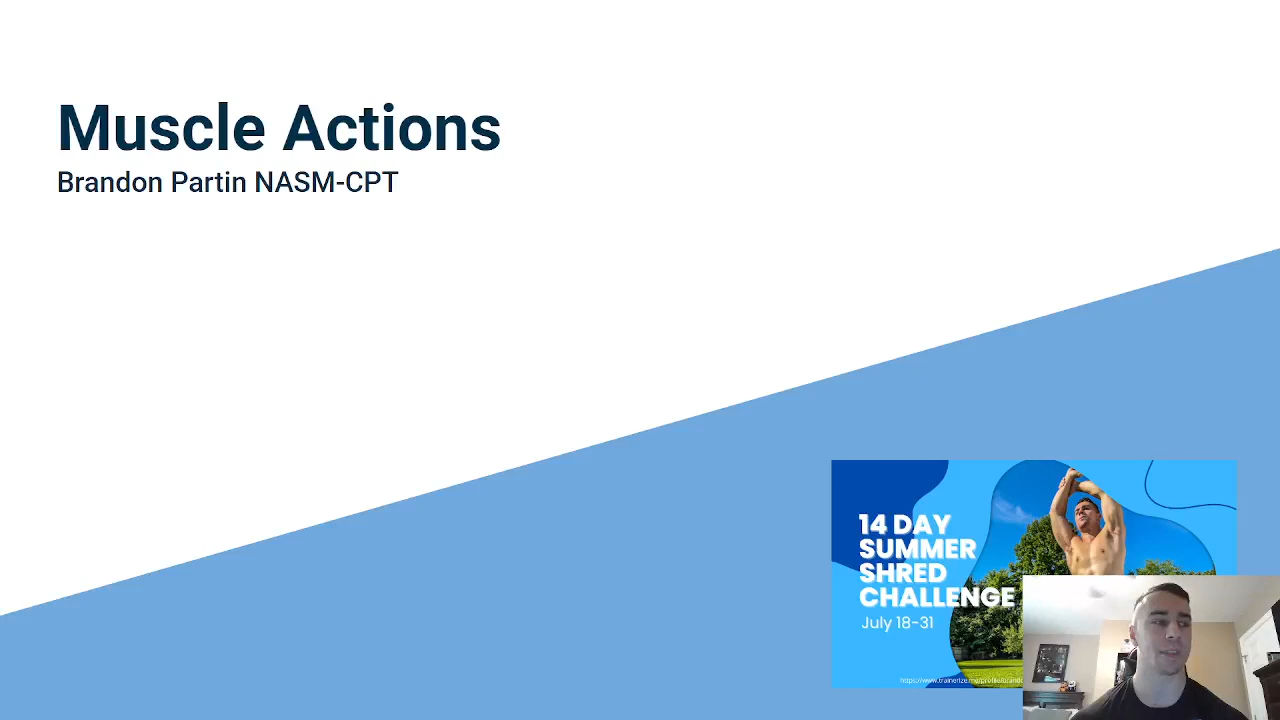 Muscle Actions
Brandon Partin NASM-CPT
14 DAY
SUMMER
SHRED
CHALLENGE
July 18-31